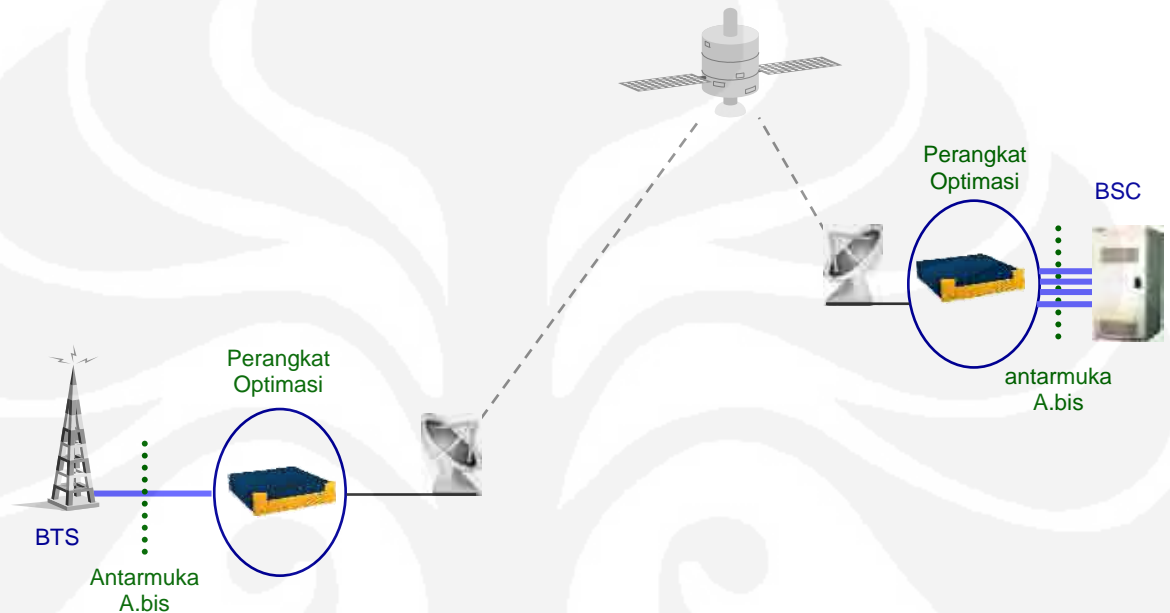 Perangkat
Optimasi
BSC
antarmuka
A.bis
Perangkat
Optimasi
BTS
Antarmuka
A.bis